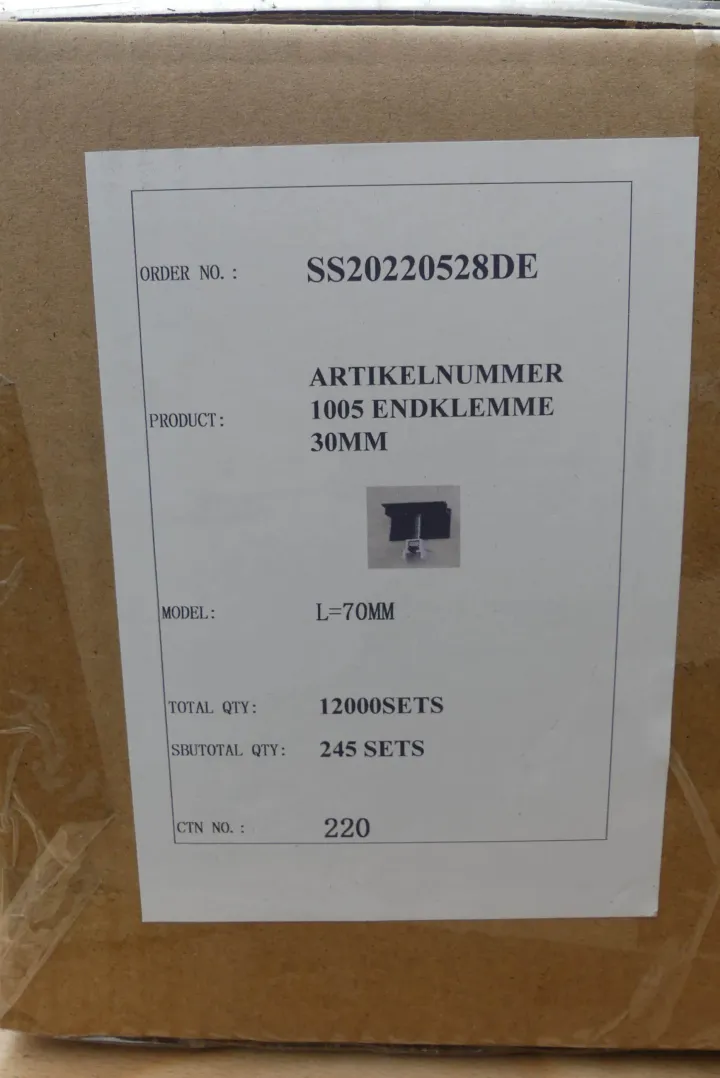 ORDER NO.: SS20220528DE
ARTIKELNUMMER
PRODUCT: 1005 ENDKLEMME
30MM
MODEL: L=70MM
TOTAL QTY: 12000SETS
SBUTOTAL QTY: 245 SETS
CTN NO.: 220